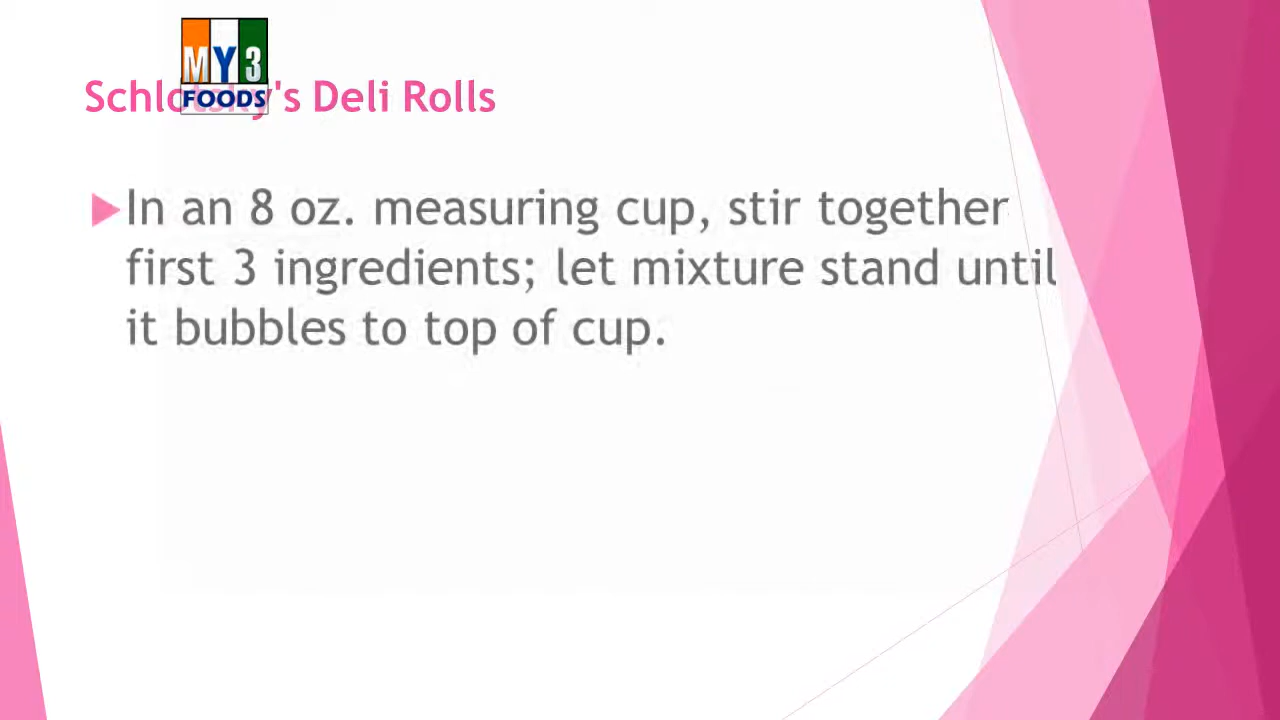 MY3
FOODS
Schlotsky's Deli Rolls
In an 8 oz. measuring cup, stir together
first 3 ingredients; let mixture stand until
it bubbles to top of cup.